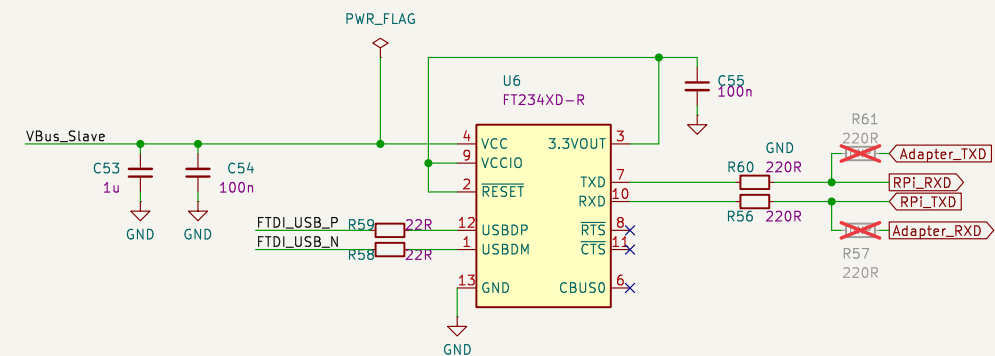 PWR_FLAG
U6
FT234XD-R
C55
100n
VBus_Slave
C53
1u
C54
100n
GND
GND
4
VCC
9
VCCIO
2
RESET
12
USBDP
1
USBDM
13
GND
3.3VOUT
3
TXD
7
RXD
10
RTS
8
CTS
11
CBUS0
6
FTDI_USB_P
R59
22R
FTDI_USB_N
R58
22R
GND
GND
R60
220R
R56
220R
R61
220R
Adapter_TXD
RPi_RXD
RPi_TXD
Adapter_RXD
R57
220R